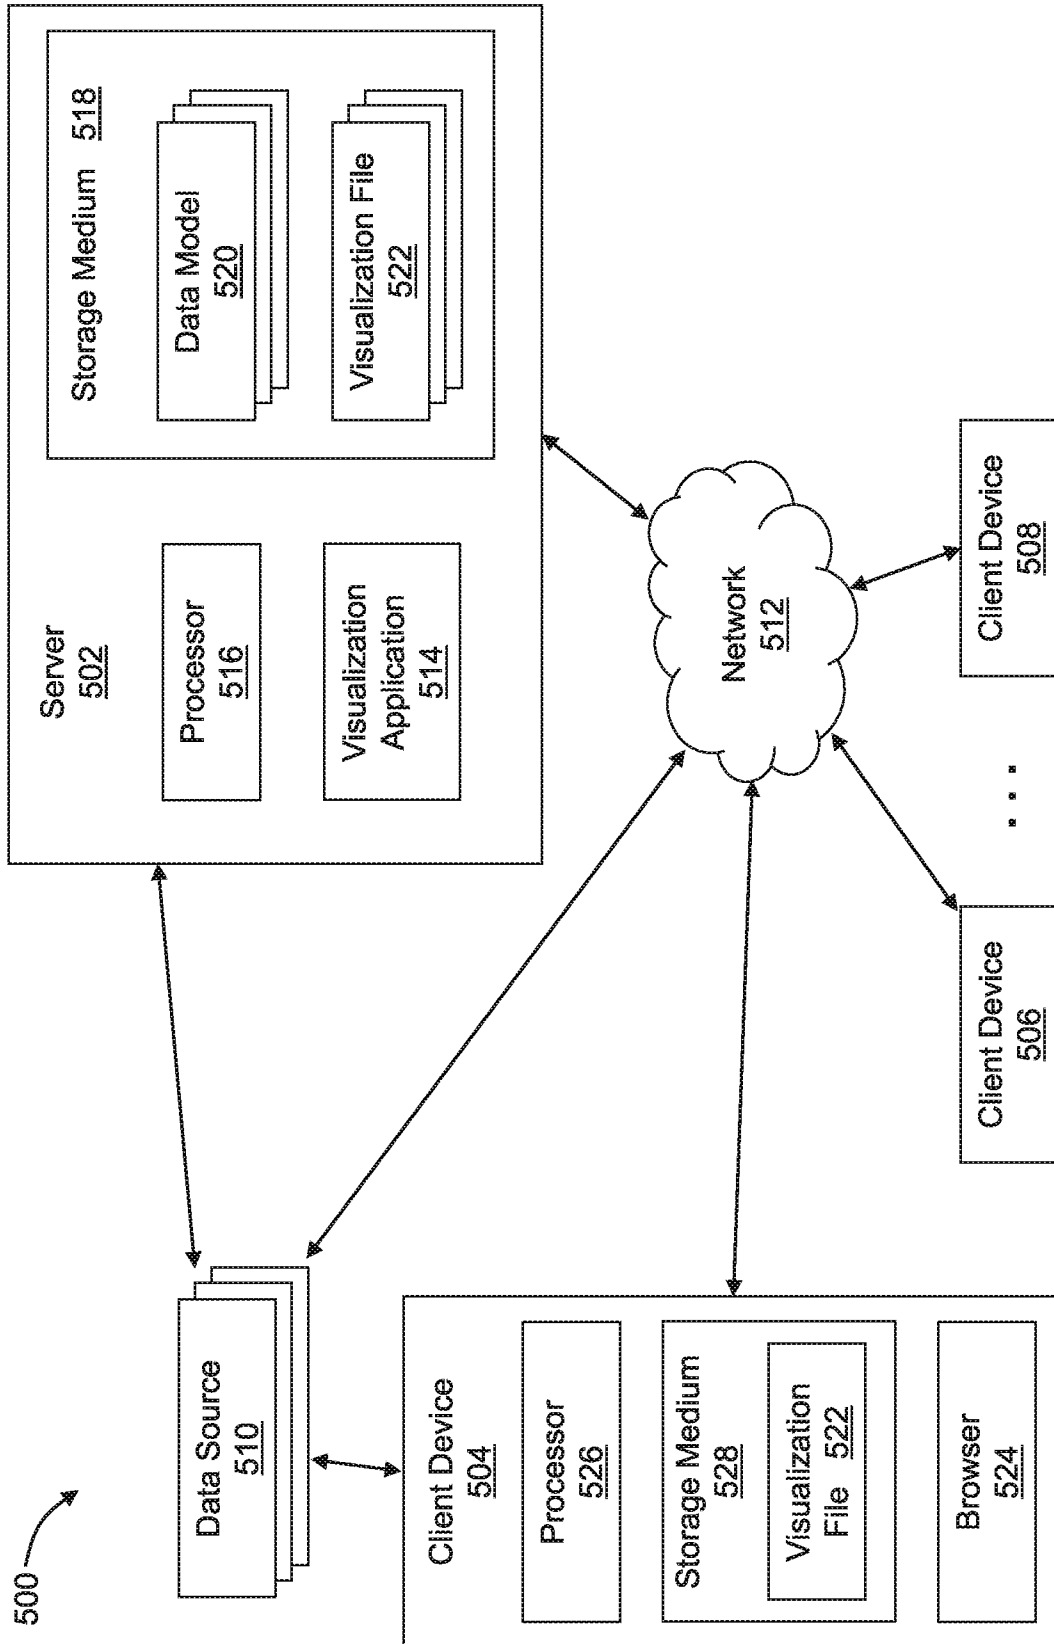 500
Data Source
510
Server
502
Processor
516
Visualization
Application
514
Storage Medium 518
Data Model
520
Visualization File
522
Client Device
504
Processor
526
Storage Medium
528
Visualization
File 522
Browser
524
Network
512
Client Device
506
...
Client Device
508